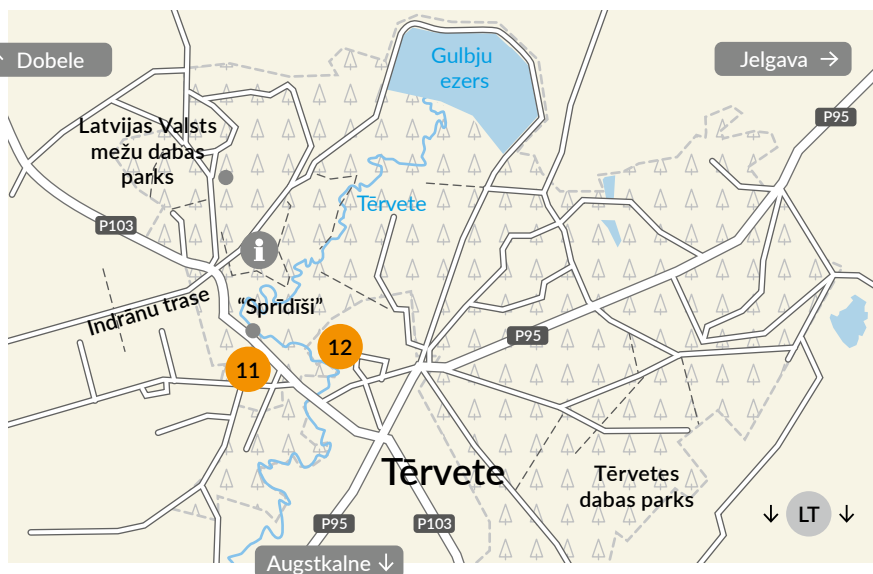 Gulbju
ezers
← Dobele
Jelgava →
Latvijas Valsts
mežu dabas
parks
P95
Tērvete
P103
i
Indrānu trase
“Sprīdīši”
P95
12
11
Tērvete
Tērvetes
dabas parks
↓ LT ↓
P95
P103
Augstkalne ↓